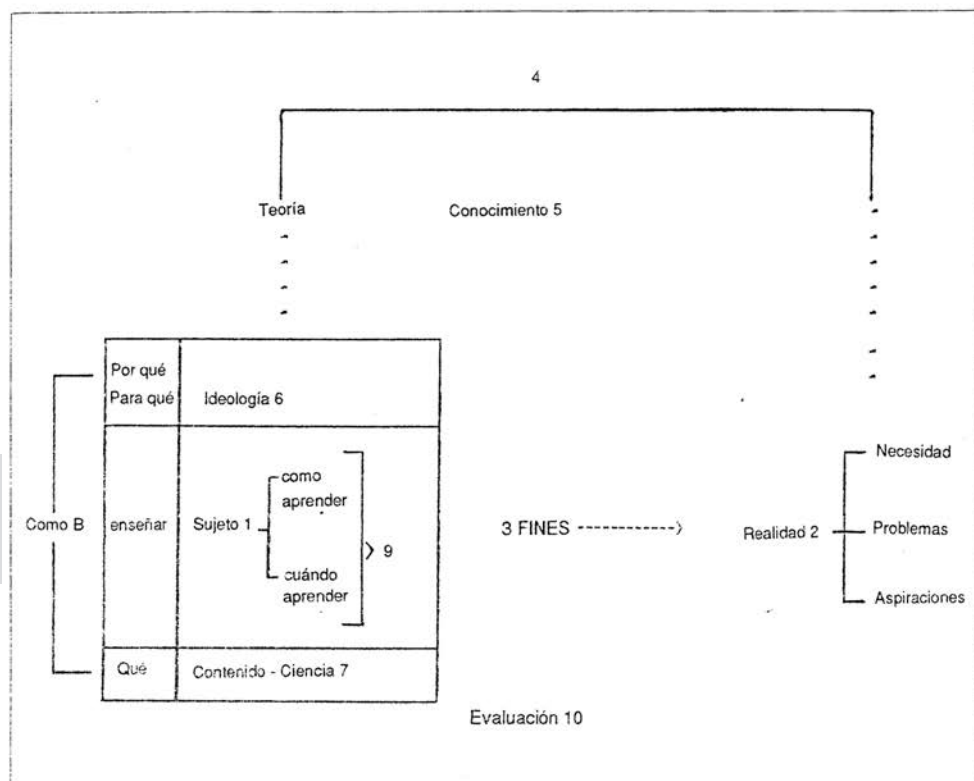 4
Teoría
Conocimiento 5
Por qué
Para qué
Ideología 6
Como B
enseñar
Sujeto 1
como
aprender
cuándo
aprender
9
3 FINES
Realidad 2
Necesidad
Problemas
Aspiraciones
Qué
Contenido - Ciencia 7
Evaluación 10